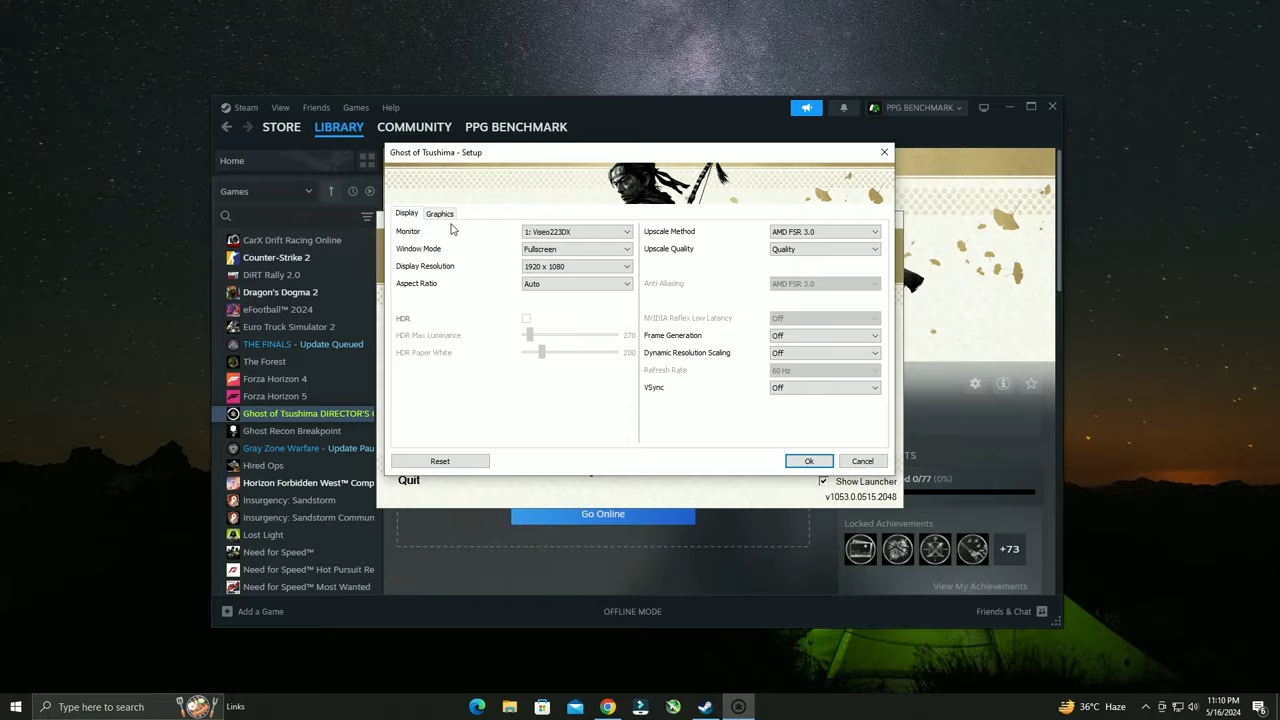 Steam View Friends Games Help PPG BENCHMARK
STORE LIBRARY COMMUNITY PPG BENCHMARK
Home
Games
Ghost of Tsushima - Setup
Display Graphics
Monitor 1: Viseo223DX
Window Mode Fullscreen
Display Resolution 1920 x 1080
Aspect Ratio Auto
HDR
HDR Max Luminance 270
HDR Paper White 200
Upscale Method AMD FSR 3.0
Upscale Quality Quality
Anti-Aliasing AMD FSR 3.0
NVIDIA Reflex Low Latency Off
Frame Generation Off
Dynamic Resolution Scaling Off
Refresh Rate 60 Hz
VSync Off
Reset Ok Cancel
CarX Drift Racing Online
Counter-Strike 2
DiRT Rally 2.0
Dragon's Dogma 2
eFootball™ 2024
Euro Truck Simulator 2
THE FINALS - Update Queued
The Forest
Forza Horizon 4
Forza Horizon 5
Ghost of Tsushima DIRECTOR'S C
Ghost Recon Breakpoint
Gray Zone Warfare - Update Pau
Hired Ops
Horizon Forbidden West™ Comp
Insurgency: Sandstorm
Insurgency: Sandstorm Commun
Lost Light
Need for Speed™
Need for Speed™ Hot Pursuit Re
Need for Speed™ Most Wanted
Quit
Show Launcher
v1053.0.0515.2048
Go Online
TS
d 0/77 (0%)
Locked Achievements
+73
View My Achievements
Add a Game OFFLINE MODE Friends & Chat
Type here to search Links 36°C Haze 11:10 PM
5/16/2024